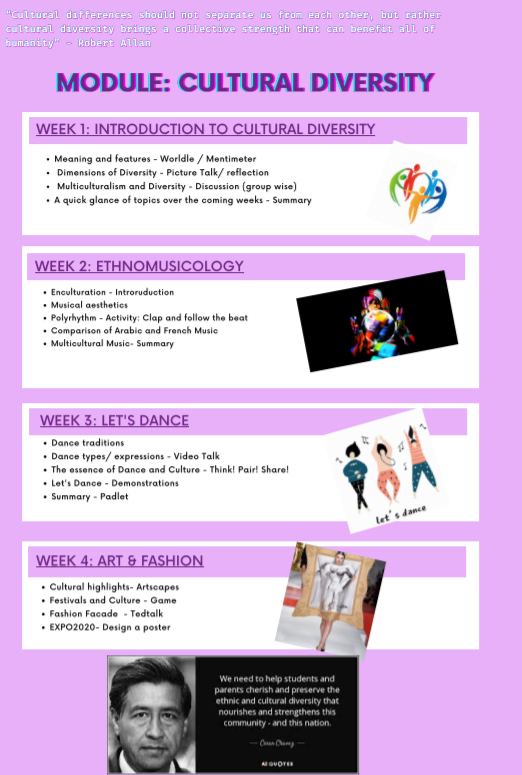 "Cultural differences should not separate us from each other, but rather
cultural diversity brings a collective strength that can benefit all of
humanity" - Robert Allan
MODULE: CULTURAL DIVERSITY
WEEK 1: INTRODUCTION TO CULTURAL DIVERSITY
• Meaning and features - Worldle / Mentimeter
• Dimensions of Diversity - Picture Talk/ reflection
• Multiculturalism and Diversity - Discussion (group wise)
• A quick glance of topics over the coming weeks - Summary
WEEK 2: ETHNOMUSICOLOGY
• Enculturation - Introruduction
• Musical aesthetics
• Polyrhythm - Activity: Clap and follow the beat
• Comparison of Arabic and French Music
• Multicultural Music- Summary
WEEK 3: LET'S DANCE
• Dance traditions
• Dance types/ expressions - Video Talk
• The essence of Dance and Culture - Think! Pair! Share!
• Let's Dance - Demonstrations
• Summary - Padlet
let's dance
WEEK 4: ART & FASHION
• Cultural highlights- Artscapes
• Festivals and Culture - Game
• Fashion Facade - Tedtalk
• EXPO2020- Design a poster
We need to help students and
parents cherish and preserve the
ethnic and cultural diversity that
nourishes and strengthens this
community - and this nation.
— Cesar Chavez —
AZ QUOTES